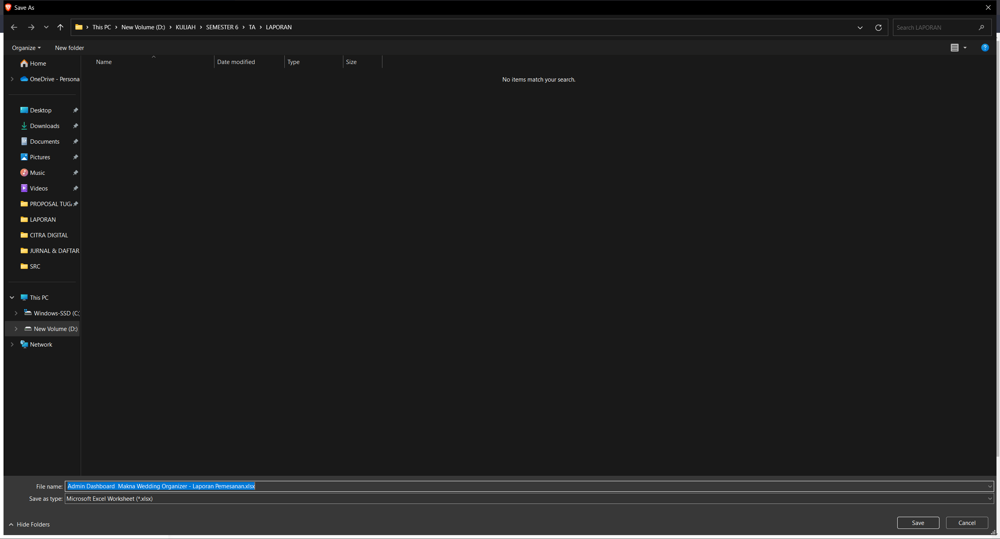 Save As
This PC > New Volume (D:) > KULIAH > SEMESTER 6 > TA > LAPORAN
Search LAPORAN
Organize
New folder
Name
Date modified
Type
Size
No items match your search.
Home
OneDrive - Persona
Desktop
Downloads
Documents
Pictures
Music
Videos
PROPOSAL TUGA
LAPORAN
CITRA DIGITAL
JURNAL & DAFTAR
SRC
This PC
Windows-SSD (C:)
New Volume (D:)
Network
File name: Admin Dashboard  Makna Wedding Organizer - Laporan Pemesanan.xlsx
Save as type: Microsoft Excel Worksheet (*.xlsx)
Hide Folders
Save
Cancel